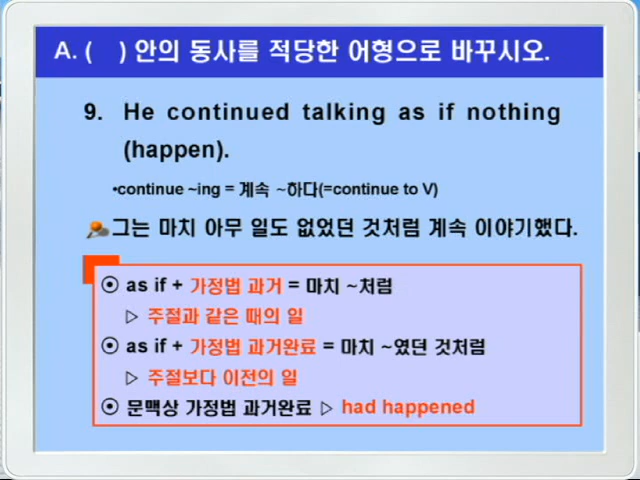 A. (    ) 안의 동사를 적당한 어형으로 바꾸시오.
9. He continued talking as if nothing
(happen).
•continue ~ing = 계속 ~하다(=continue to V)
그는 마치 아무 일도 없었던 것처럼 계속 이야기했다.
⊙ as if + 가정법 과거 = 마치 ~처럼
▷ 주절과 같은 때의 일
⊙ as if + 가정법 과거완료 = 마치 ~였던 것처럼
▷ 주절보다 이전의 일
⊙ 문맥상 가정법 과거완료 ▷ had happened